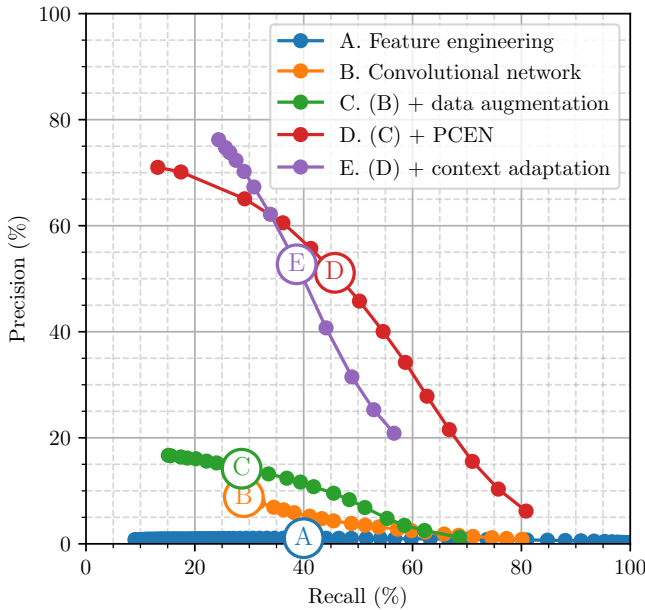 100
80
60
40
20
0
Precision (%)
A. Feature engineering
B. Convolutional network
C. (B) + data augmentation
D. (C) + PCEN
E. (D) + context adaptation
E
D
C
B
A
0
20
40
60
80
100
Recall (%)